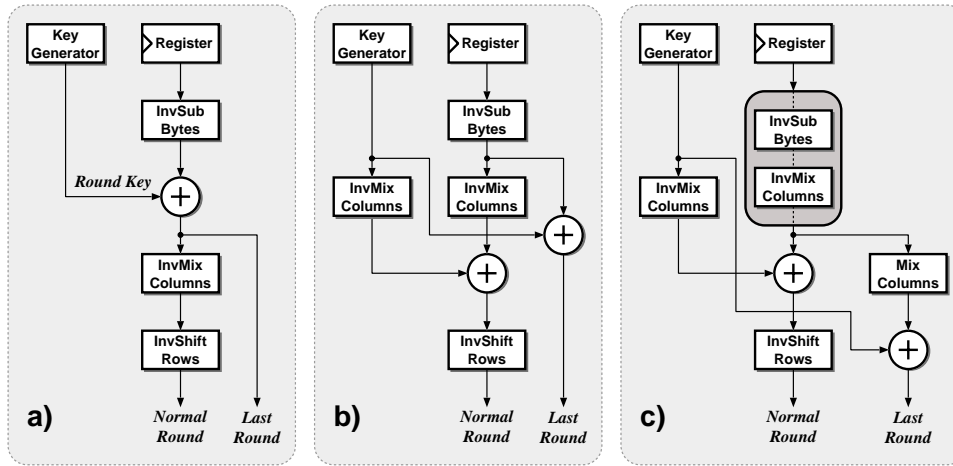 Key
Generator
Register
InvSub
Bytes
Round Key
InvMix
Columns
InvShift
Rows
a)
Normal
Round
Last
Round
Key
Generator
Register
InvSub
Bytes
InvMix
Columns
InvMix
Columns
InvShift
Rows
b)
Normal
Round
Last
Round
Key
Generator
Register
InvSub
Bytes
InvMix
Columns
InvMix
Columns
Mix
Columns
InvShift
Rows
c)
Normal
Round
Last
Round